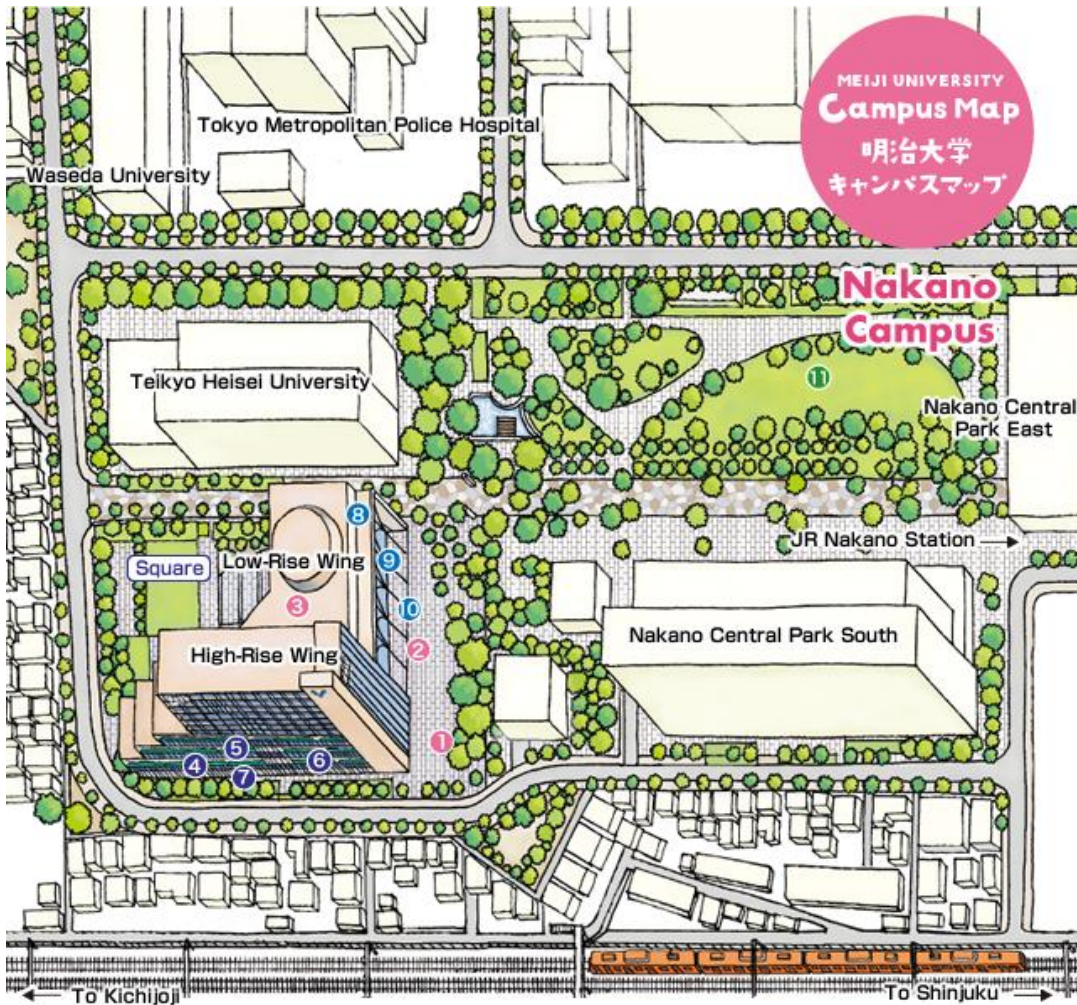 MEIJI UNIVERSITY
Campus Map
明治大学
キャンパスマップ
Tokyo Metropolitan Police Hospital
Waseda University
Nakano
Campus
Teikyo Heisei University
⑪
Nakano Central
Park East
⑧
JR Nakano Station →
Square
Low-Rise Wing
⑨
③
⑩
②
High-Rise Wing
Nakano Central Park South
①
⑤
④
⑥
⑦
← To Kichijoji
To Shinjuku →